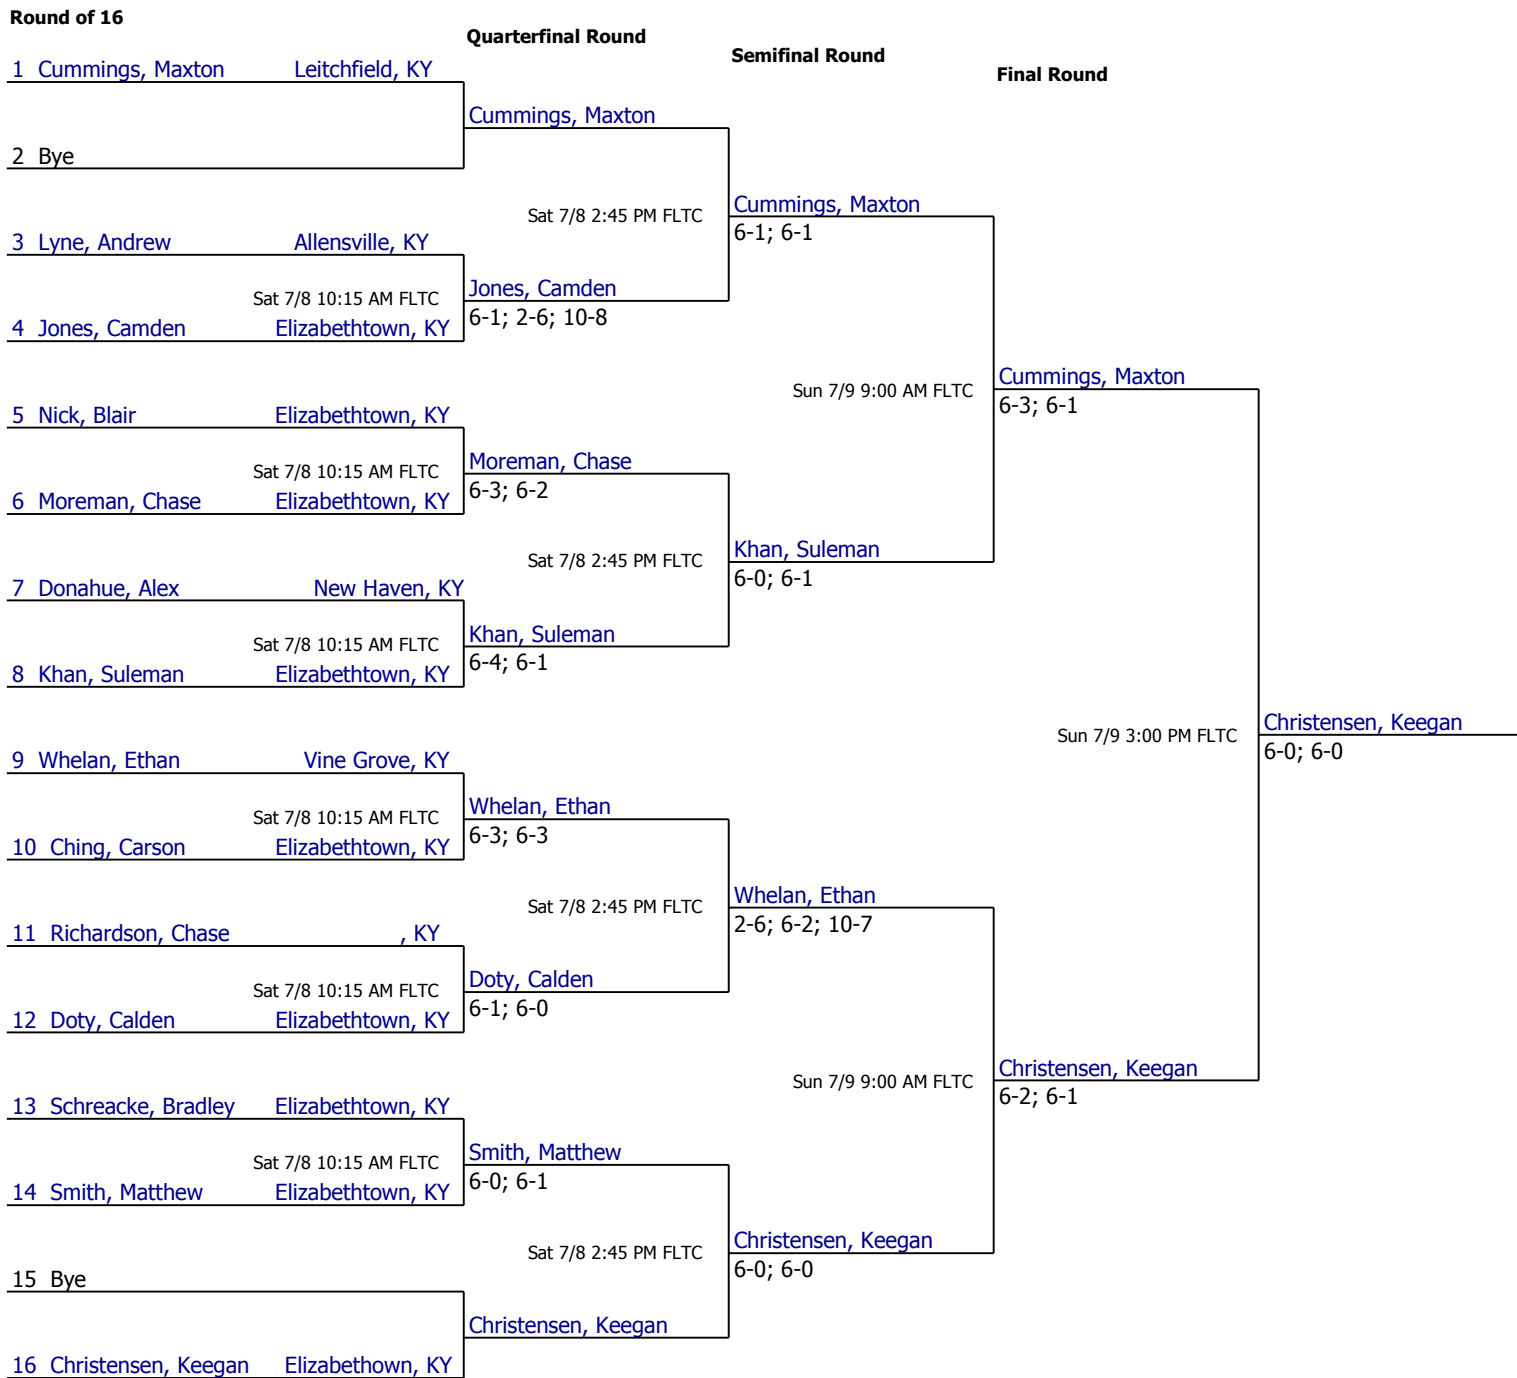 Round of 16
Quarterfinal Round
Semifinal Round
Final Round
1 Cummings, Maxton Leitchfield, KY
2 Bye
3 Lyne, Andrew Allensville, KY
Sat 7/8 10:15 AM FLTC
4 Jones, Camden Elizabethtown, KY
5 Nick, Blair Elizabethtown, KY
Sat 7/8 10:15 AM FLTC
6 Moreman, Chase Elizabethtown, KY
7 Donahue, Alex New Haven, KY
Sat 7/8 10:15 AM FLTC
8 Khan, Suleman Elizabethtown, KY
9 Whelan, Ethan Vine Grove, KY
Sat 7/8 10:15 AM FLTC
10 Ching, Carson Elizabethtown, KY
11 Richardson, Chase , KY
Sat 7/8 10:15 AM FLTC
12 Doty, Calden Elizabethtown, KY
13 Schreacke, Bradley Elizabethtown, KY
Sat 7/8 10:15 AM FLTC
14 Smith, Matthew Elizabethtown, KY
15 Bye
16 Christensen, Keegan Elizabethown, KY
Cummings, Maxton
Sat 7/8 2:45 PM FLTC
Jones, Camden
6-1; 2-6; 10-8
Moreman, Chase
6-3; 6-2
Sat 7/8 2:45 PM FLTC
Khan, Suleman
6-4; 6-1
Whelan, Ethan
6-3; 6-3
Sat 7/8 2:45 PM FLTC
Doty, Calden
6-1; 6-0
Smith, Matthew
6-0; 6-1
Sat 7/8 2:45 PM FLTC
Christensen, Keegan
Cummings, Maxton
6-1; 6-1
Sun 7/9 9:00 AM FLTC
Khan, Suleman
6-0; 6-1
Whelan, Ethan
2-6; 6-2; 10-7
Sun 7/9 9:00 AM FLTC
Christensen, Keegan
6-0; 6-0
Cummings, Maxton
6-3; 6-1
Sun 7/9 3:00 PM FLTC
Christensen, Keegan
6-2; 6-1
Christensen, Keegan
6-0; 6-0